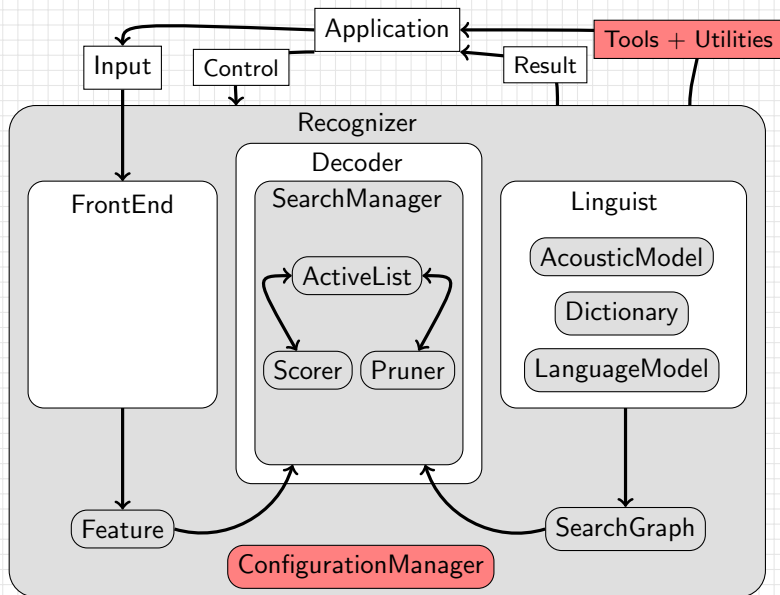 Application
Tools + Utilities
Input
Control
Result
Recognizer
Decoder
FrontEnd
SearchManager
Linguist
AcousticModel
ActiveList
Dictionary
Scorer
Pruner
LanguageModel
Feature
SearchGraph
ConfigurationManager